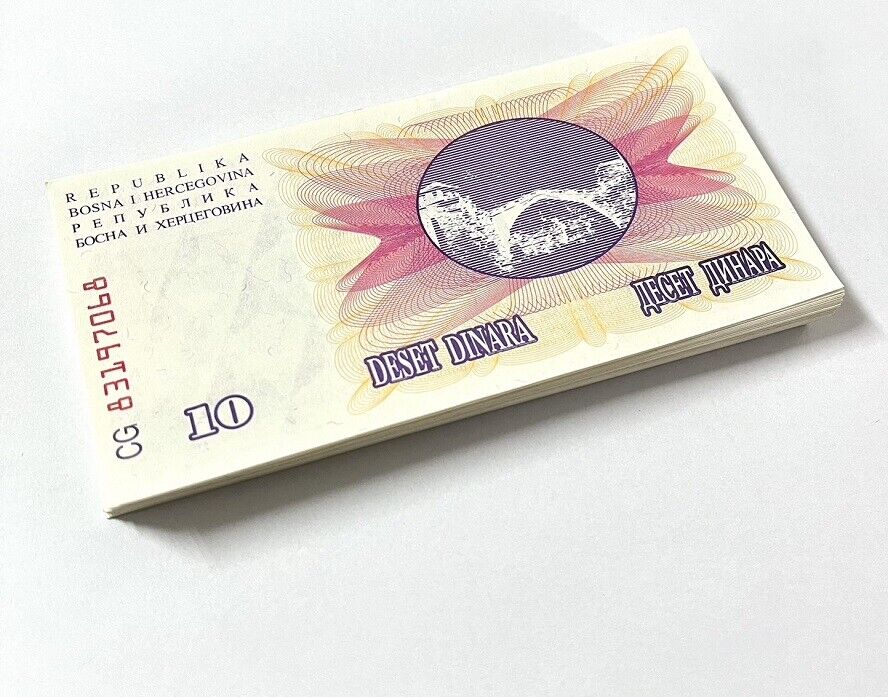 REPUBLIKA
BOSNA I HERCEGOVINA
РЕПУБЛИКА
БОСНА И ХЕРЦЕГОВИНА
CG 83197068
10
DESET DINARA
ДЕСЕТ ДИНАРА